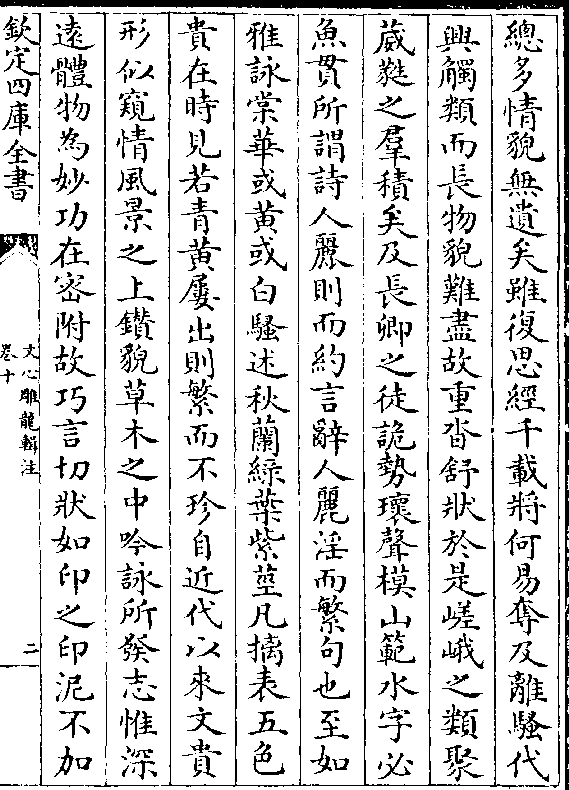 總多情貌無遺矣雖復思經千載將何易奪及離騷代
興觸類而長物貌難盡故重沓舒狀於是嵯峨之類聚
葳蕤之羣積矣及長卿之徒詭勢瓌聲模山範水字必
魚貫所謂詩人麗則而約言辭人麗淫而繁句也至如
雅詠棠華或黄或白騷述秋蘭緑葉紫莖凡摛表五色
貴在時見若青黄屢出則繁而不珍自近代以來文貴
形似窺情風景之上鑚貌草木之中吟詠所發志惟深
遠體物為妙功在密附故巧言切狀如印之印泥不加
欽定四庫全書
文心雕龍輯注
卷十
二